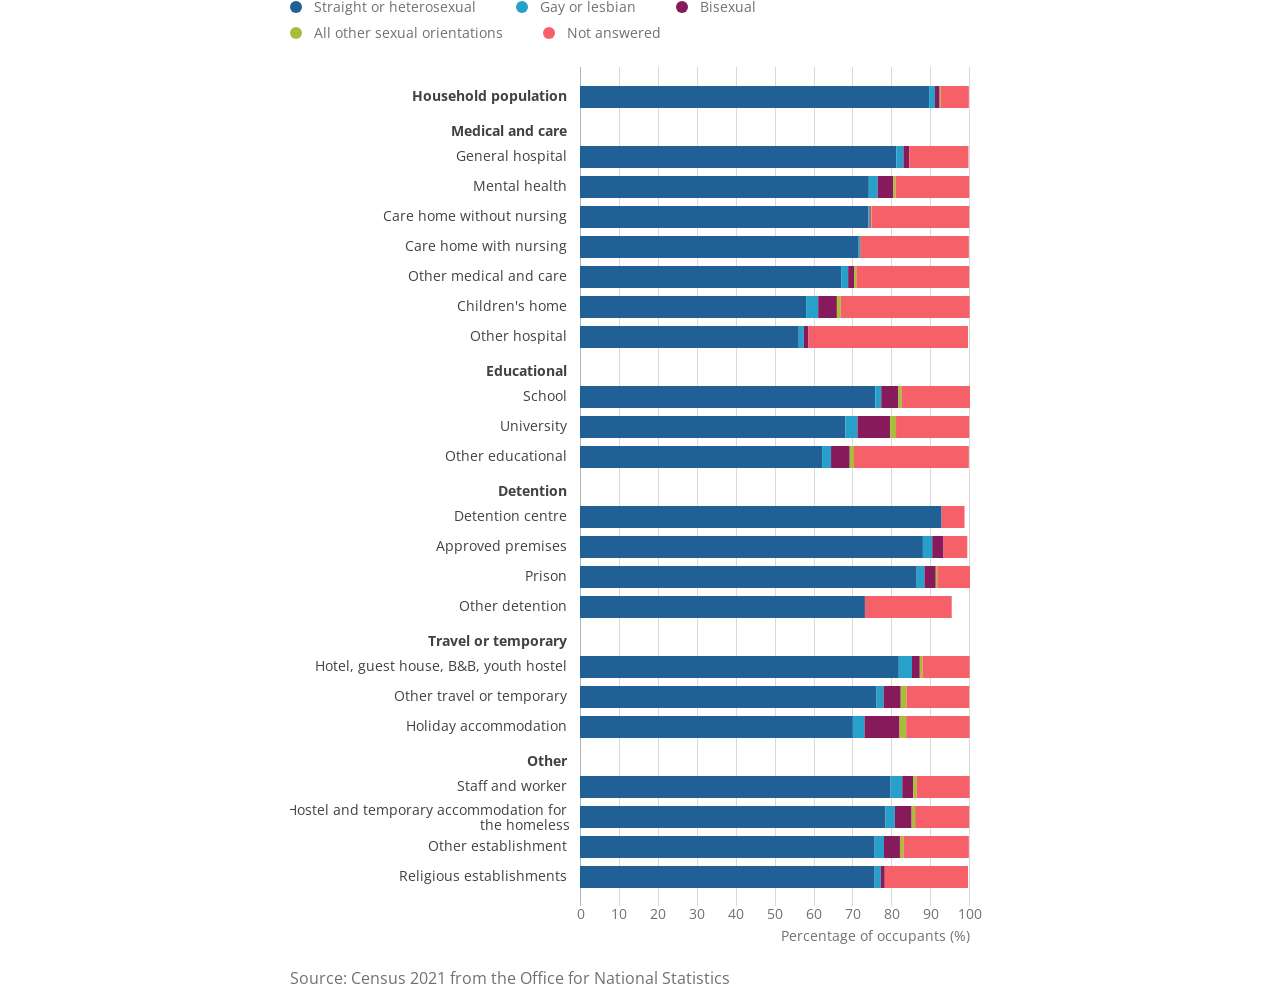 Straight or heterosexual
Gay or lesbian
Bisexual
All other sexual orientations
Not answered
Household population
Medical and care
General hospital
Mental health
Care home without nursing
Care home with nursing
Other medical and care
Children's home
Other hospital
Educational
School
University
Other educational
Detention
Detention centre
Approved premises
Prison
Other detention
Travel or temporary
Hotel, guest house, B&B, youth hostel
Other travel or temporary
Holiday accommodation
Other
Staff and worker
Hostel and temporary accommodation for
the homeless
Other establishment
Religious establishments
0 10 20 30 40 50 60 70 80 90 100
Percentage of occupants (%)
Source: Census 2021 from the Office for National Statistics